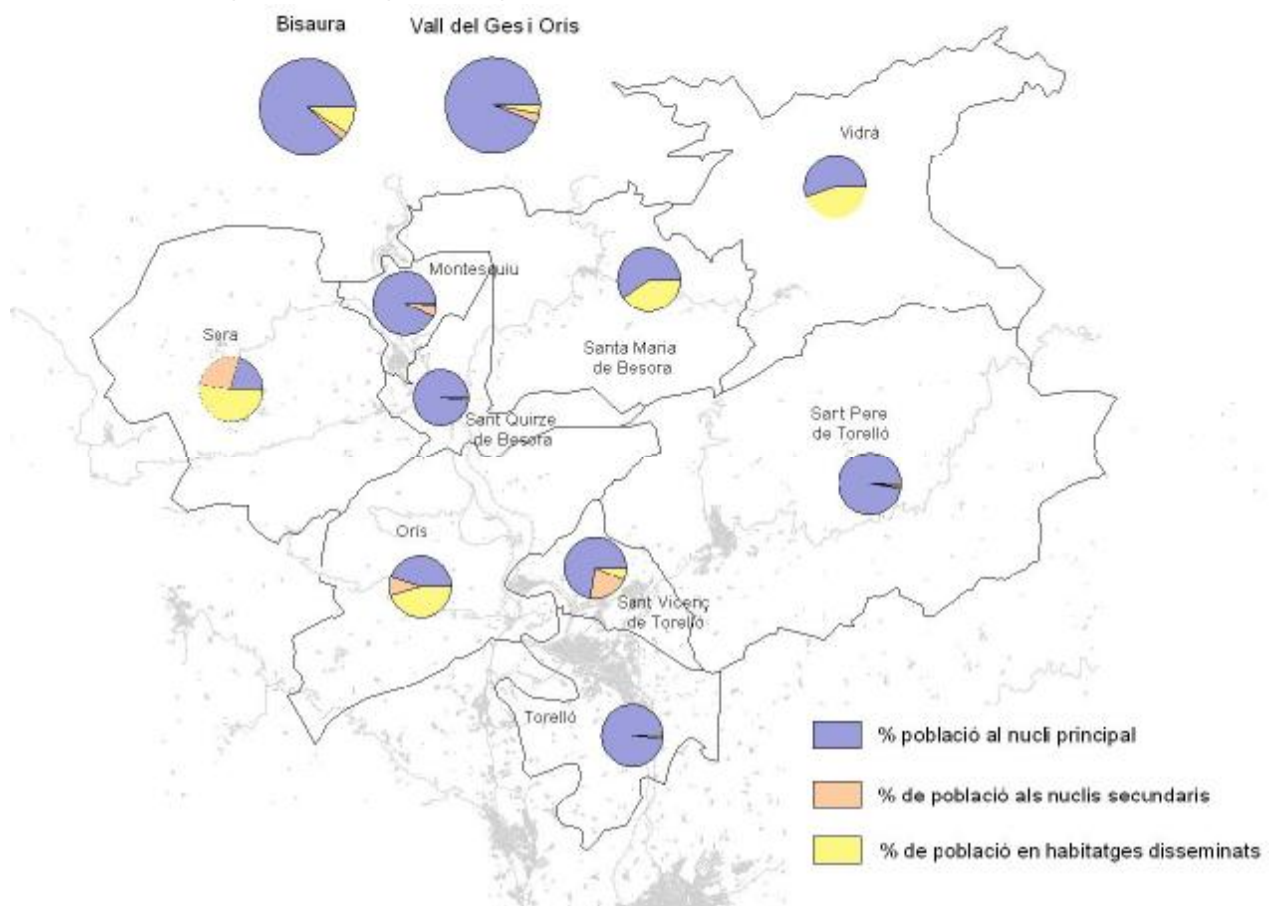 Bisaura
Vall del Ges i Orís
Vidrà
Montesquiu
Sora
Santa Maria
de Besora
Sant Quirze
de Besora
Sant Pere
de Torelló
Orís
Sant Vicenç
de Torelló
Torelló
% població al nucli principal
% de població als nuclis secundaris
% de població en habitatges disseminats